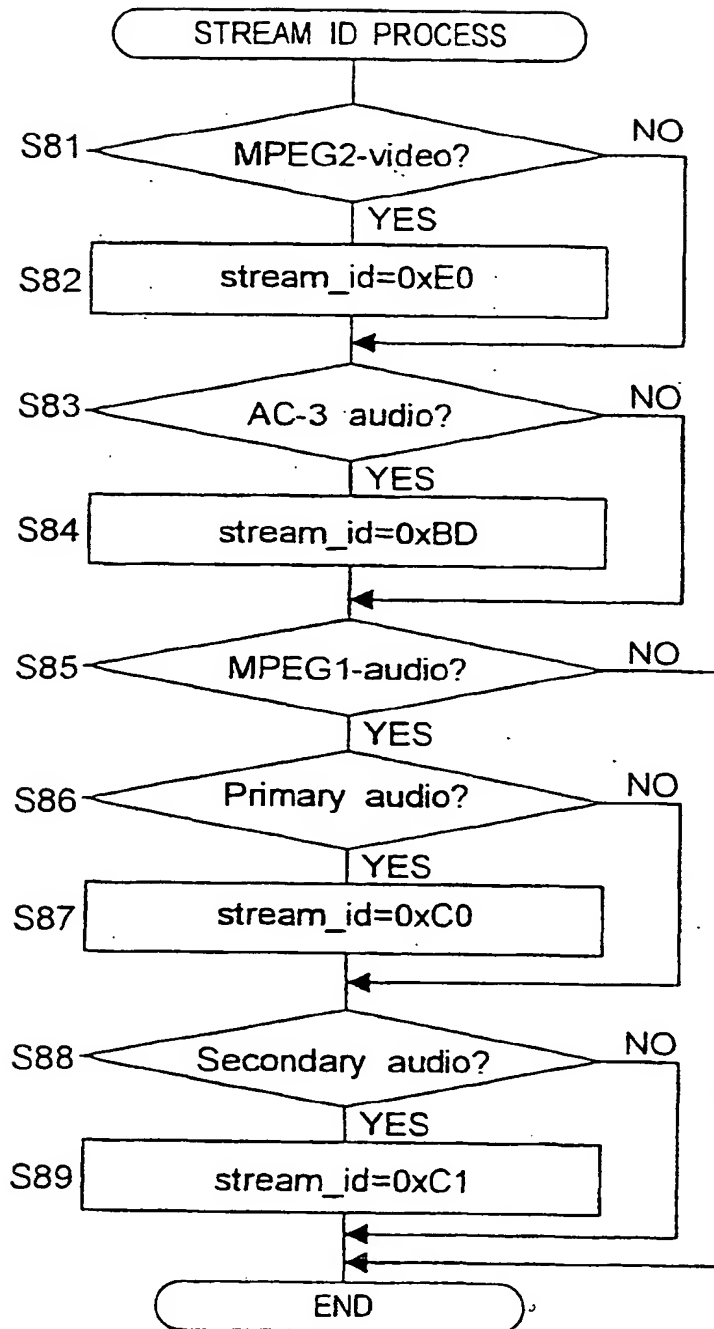 STREAM ID PROCESS
S81
MPEG2-video?
NO
YES
S82
stream_id=0xE0
S83
AC-3 audio?
NO
YES
S84
stream_id=0xBD
S85
MPEG1-audio?
NO
YES
S86
Primary audio?
NO
YES
S87
stream_id=0xC0
S88
Secondary audio?
NO
YES
S89
stream_id=0xC1
END